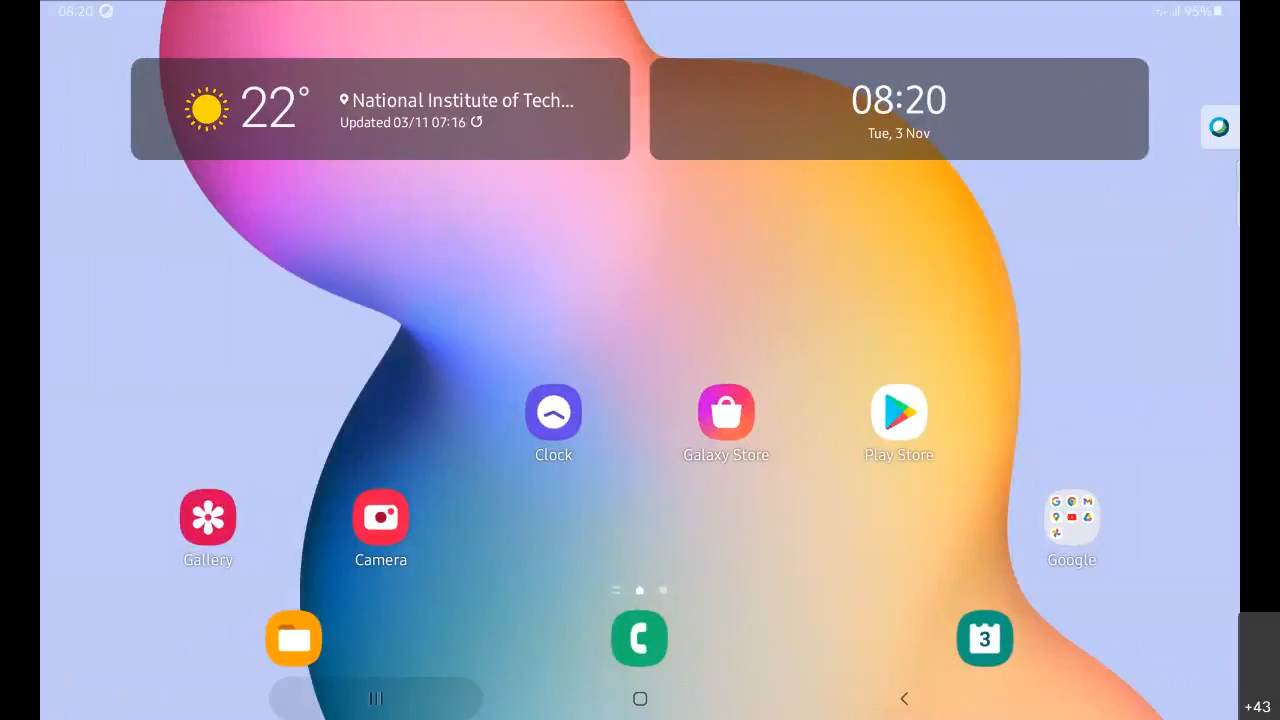 08:20
95%
22°
National Institute of Tech...
Updated 03/11 07:16
08:20
Tue, 3 Nov
Clock
Galaxy Store
Play Store
Gallery
Camera
Google
3
+43